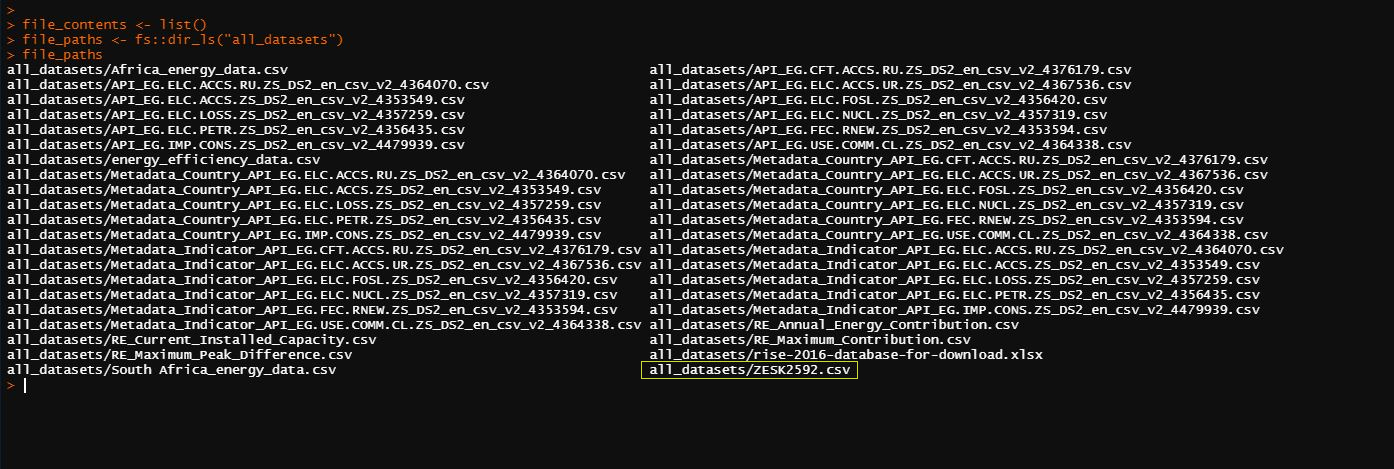 >
> file_contents <- list()
> file_paths <- fs::dir_ls("all_datasets")
> file_paths
all_datasets/Africa_energy_data.csv all_datasets/API_EG.CFT.ACCS.RU.ZS_DS2_en_csv_v2_4376179.csv
all_datasets/API_EG.ELC.ACCS.RU.ZS_DS2_en_csv_v2_4364070.csv all_datasets/API_EG.ELC.ACCS.UR.ZS_DS2_en_csv_v2_4367536.csv
all_datasets/API_EG.ELC.ACCS.ZS_DS2_en_csv_v2_4353549.csv all_datasets/API_EG.ELC.FOSL.ZS_DS2_en_csv_v2_4356420.csv
all_datasets/API_EG.ELC.LOSS.ZS_DS2_en_csv_v2_4357259.csv all_datasets/API_EG.ELC.NUCL.ZS_DS2_en_csv_v2_4357319.csv
all_datasets/API_EG.ELC.PETR.ZS_DS2_en_csv_v2_4356435.csv all_datasets/API_EG.FEC.RNEW.ZS_DS2_en_csv_v2_4353594.csv
all_datasets/API_EG.IMP.CONS.ZS_DS2_en_csv_v2_4479939.csv all_datasets/API_EG.USE.COMM.CL.ZS_DS2_en_csv_v2_4364338.csv
all_datasets/energy_efficiency_data.csv all_datasets/Metadata_Country_API_EG.CFT.ACCS.RU.ZS_DS2_en_csv_v2_4376179.csv
all_datasets/Metadata_Country_API_EG.ELC.ACCS.RU.ZS_DS2_en_csv_v2_4364070.csv all_datasets/Metadata_Country_API_EG.ELC.ACCS.UR.ZS_DS2_en_csv_v2_4367536.csv
all_datasets/Metadata_Country_API_EG.ELC.ACCS.ZS_DS2_en_csv_v2_4353549.csv all_datasets/Metadata_Country_API_EG.ELC.FOSL.ZS_DS2_en_csv_v2_4356420.csv
all_datasets/Metadata_Country_API_EG.ELC.LOSS.ZS_DS2_en_csv_v2_4357259.csv all_datasets/Metadata_Country_API_EG.ELC.NUCL.ZS_DS2_en_csv_v2_4357319.csv
all_datasets/Metadata_Country_API_EG.ELC.PETR.ZS_DS2_en_csv_v2_4356435.csv all_datasets/Metadata_Country_API_EG.FEC.RNEW.ZS_DS2_en_csv_v2_4353594.csv
all_datasets/Metadata_Country_API_EG.IMP.CONS.ZS_DS2_en_csv_v2_4479939.csv all_datasets/Metadata_Country_API_EG.USE.COMM.CL.ZS_DS2_en_csv_v2_4364338.csv
all_datasets/Metadata_Indicator_API_EG.CFT.ACCS.RU.ZS_DS2_en_csv_v2_4376179.csv all_datasets/Metadata_Indicator_API_EG.ELC.ACCS.RU.ZS_DS2_en_csv_v2_4364070.csv
all_datasets/Metadata_Indicator_API_EG.ELC.ACCS.UR.ZS_DS2_en_csv_v2_4367536.csv all_datasets/Metadata_Indicator_API_EG.ELC.ACCS.ZS_DS2_en_csv_v2_4353549.csv
all_datasets/Metadata_Indicator_API_EG.ELC.FOSL.ZS_DS2_en_csv_v2_4356420.csv all_datasets/Metadata_Indicator_API_EG.ELC.LOSS.ZS_DS2_en_csv_v2_4357259.csv
all_datasets/Metadata_Indicator_API_EG.ELC.NUCL.ZS_DS2_en_csv_v2_4357319.csv all_datasets/Metadata_Indicator_API_EG.ELC.PETR.ZS_DS2_en_csv_v2_4356435.csv
all_datasets/Metadata_Indicator_API_EG.FEC.RNEW.ZS_DS2_en_csv_v2_4353594.csv all_datasets/Metadata_Indicator_API_EG.IMP.CONS.ZS_DS2_en_csv_v2_4479939.csv
all_datasets/Metadata_Indicator_API_EG.USE.COMM.CL.ZS_DS2_en_csv_v2_4364338.csv all_datasets/RE_Annual_Energy_Contribution.csv
all_datasets/RE_Current_Installed_Capacity.csv all_datasets/RE_Maximum_Contribution.csv
all_datasets/RE_Maximum_Peak_Difference.csv all_datasets/rise-2016-database-for-download.xlsx
all_datasets/South Africa_energy_data.csv all_datasets/ZESK2592.csv
>